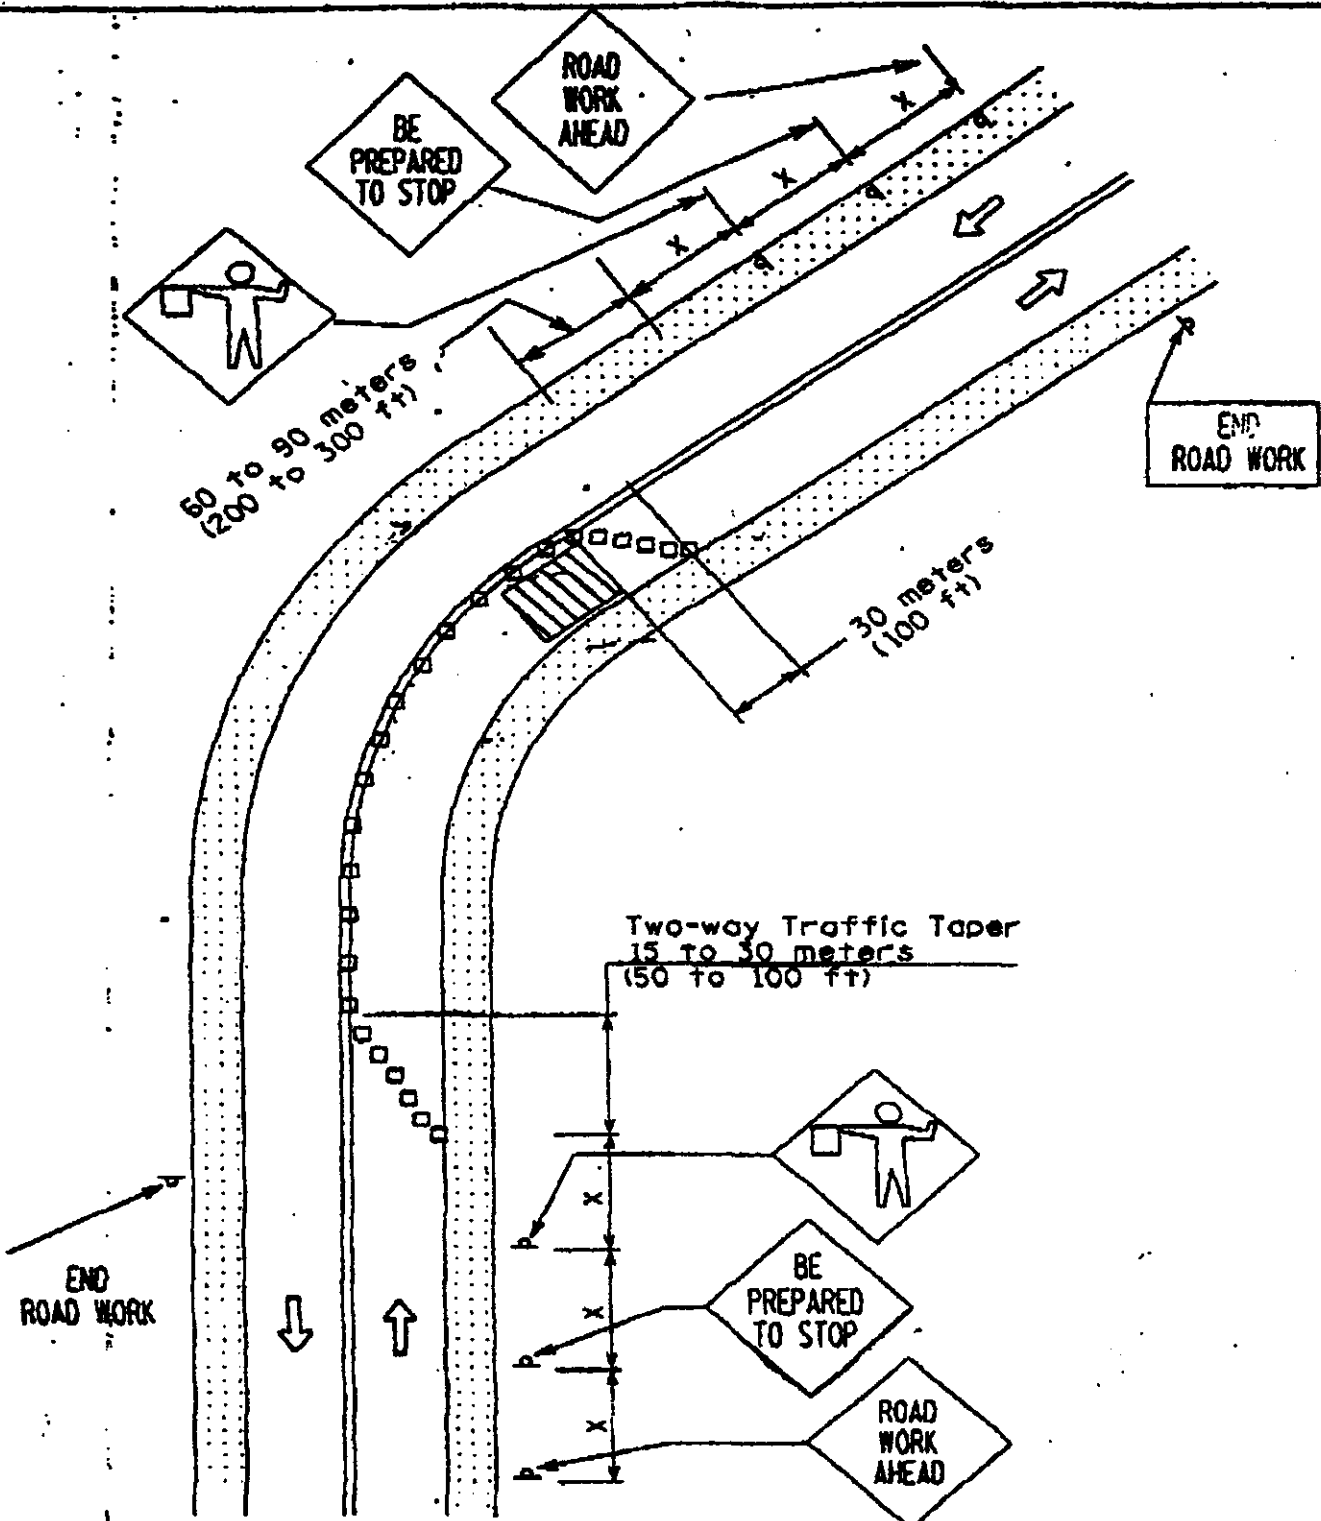 ROAD
WORK
AHEAD
BE
PREPARED
TO STOP
X
X
X
60 to 90 meters
(200 to 300 ft)
END
ROAD WORK
30 meters
(100 ft)
Two-way Traffic Taper
15 to 30 meters
(50 to 100 ft)
X
END
ROAD WORK
BE
PREPARED
TO STOP
X
ROAD
WORK
AHEAD
X